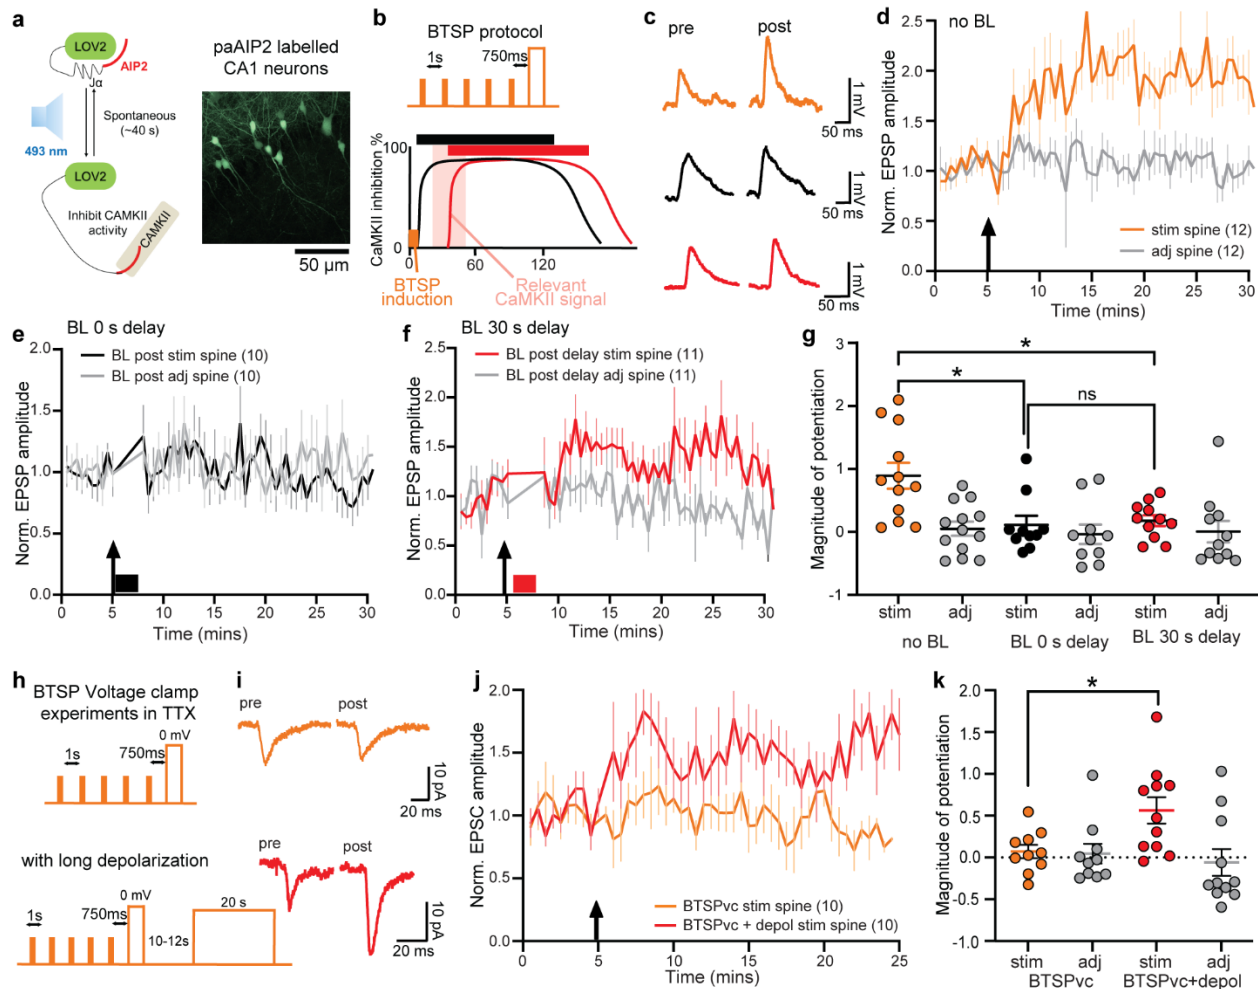 a
LOV2
AIP2
Jα
Spontaneous
(~40 s)
493 nm
LOV2
Inhibit CAMKII
activity
CAMKII
paAIP2 labelled
CA1 neurons
50 µm
b
BTSP protocol
1s
750ms
CaMKII inhibition %
100
0
0
60
120
BTSP
induction
Relevant
CaMKII signal
c
pre
post
1 mV
50 ms
1 mV
50 ms
1 mV
50 ms
d
no BL
Norm. EPSP amplitude
2.5
2.0
1.5
1.0
0.5
0.0
0
5
10
15
20
25
30
Time (mins)
stim spine (12)
adj spine (12)
e
BL 0 s delay
Norm. EPSP amplitude
2.0
1.5
1.0
0.5
0.0
BL post stim spine (10)
BL post adj spine (10)
0
5
10
15
20
25
30
Time (mins)
f
BL 30 s delay
Norm. EPSP amplitude
2.5
2.0
1.5
1.0
0.5
0.0
BL post delay stim spine (11)
BL post delay adj spine (11)
0
5
10
15
20
25
30
Time (mins)
g
Magnitude of potentiation
3
2
1
0
-1
*
*
ns
stim
adj
stim
adj
stim
adj
no BL
BL 0 s delay
BL 30 s delay
h
BTSP Voltage clamp
experiments in TTX
0 mV
1s
750ms
with long depolarization
0 mV
20 s
1s
750ms
10-12s
i
pre
post
10 pA
20 ms
pre
post
10 pA
20 ms
j
Norm. EPSC amplitude
2.0
1.5
1.0
0.5
0.0
BTSPvc stim spine (10)
BTSPvc + depol stim spine (10)
0
5
10
15
20
25
Time (mins)
k
Magnitude of potentiation
2.0
1.5
1.0
0.5
0.0
-0.5
-1.0
*
stim
adj
stim
adj
BTSPvc
BTSPvc+depol